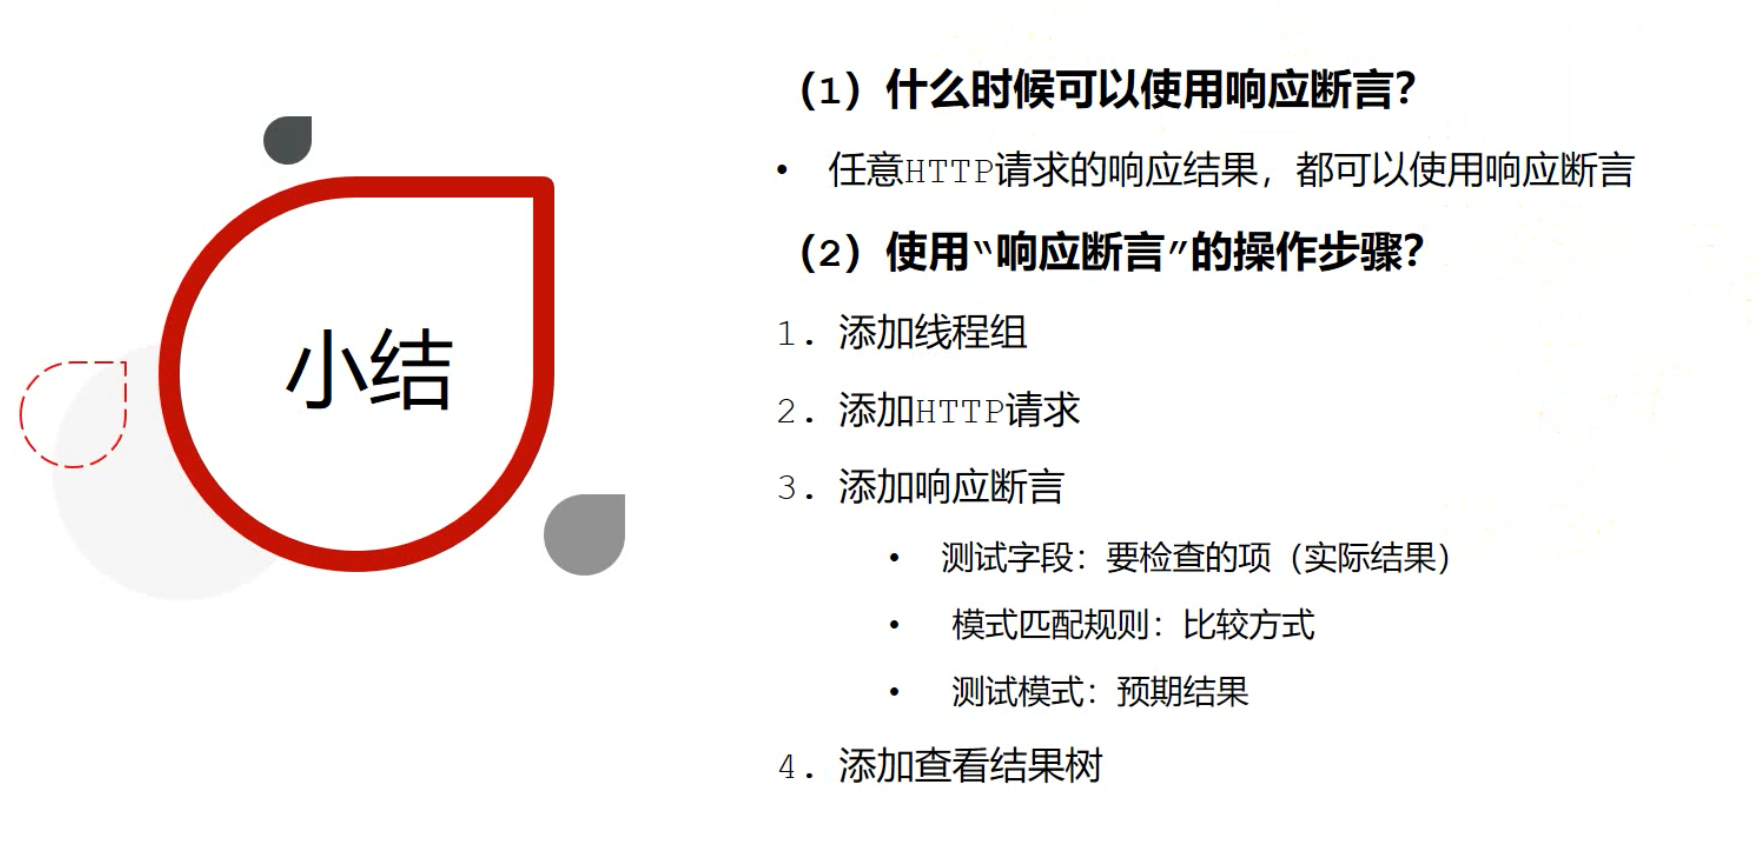 小结
（1）什么时候可以使用响应断言？
• 任意HTTP请求的响应结果，都可以使用响应断言
（2）使用“响应断言”的操作步骤？
1. 添加线程组
2. 添加HTTP请求
3. 添加响应断言
• 测试字段：要检查的项（实际结果）
• 模式匹配规则：比较方式
• 测试模式：预期结果
4. 添加查看结果树